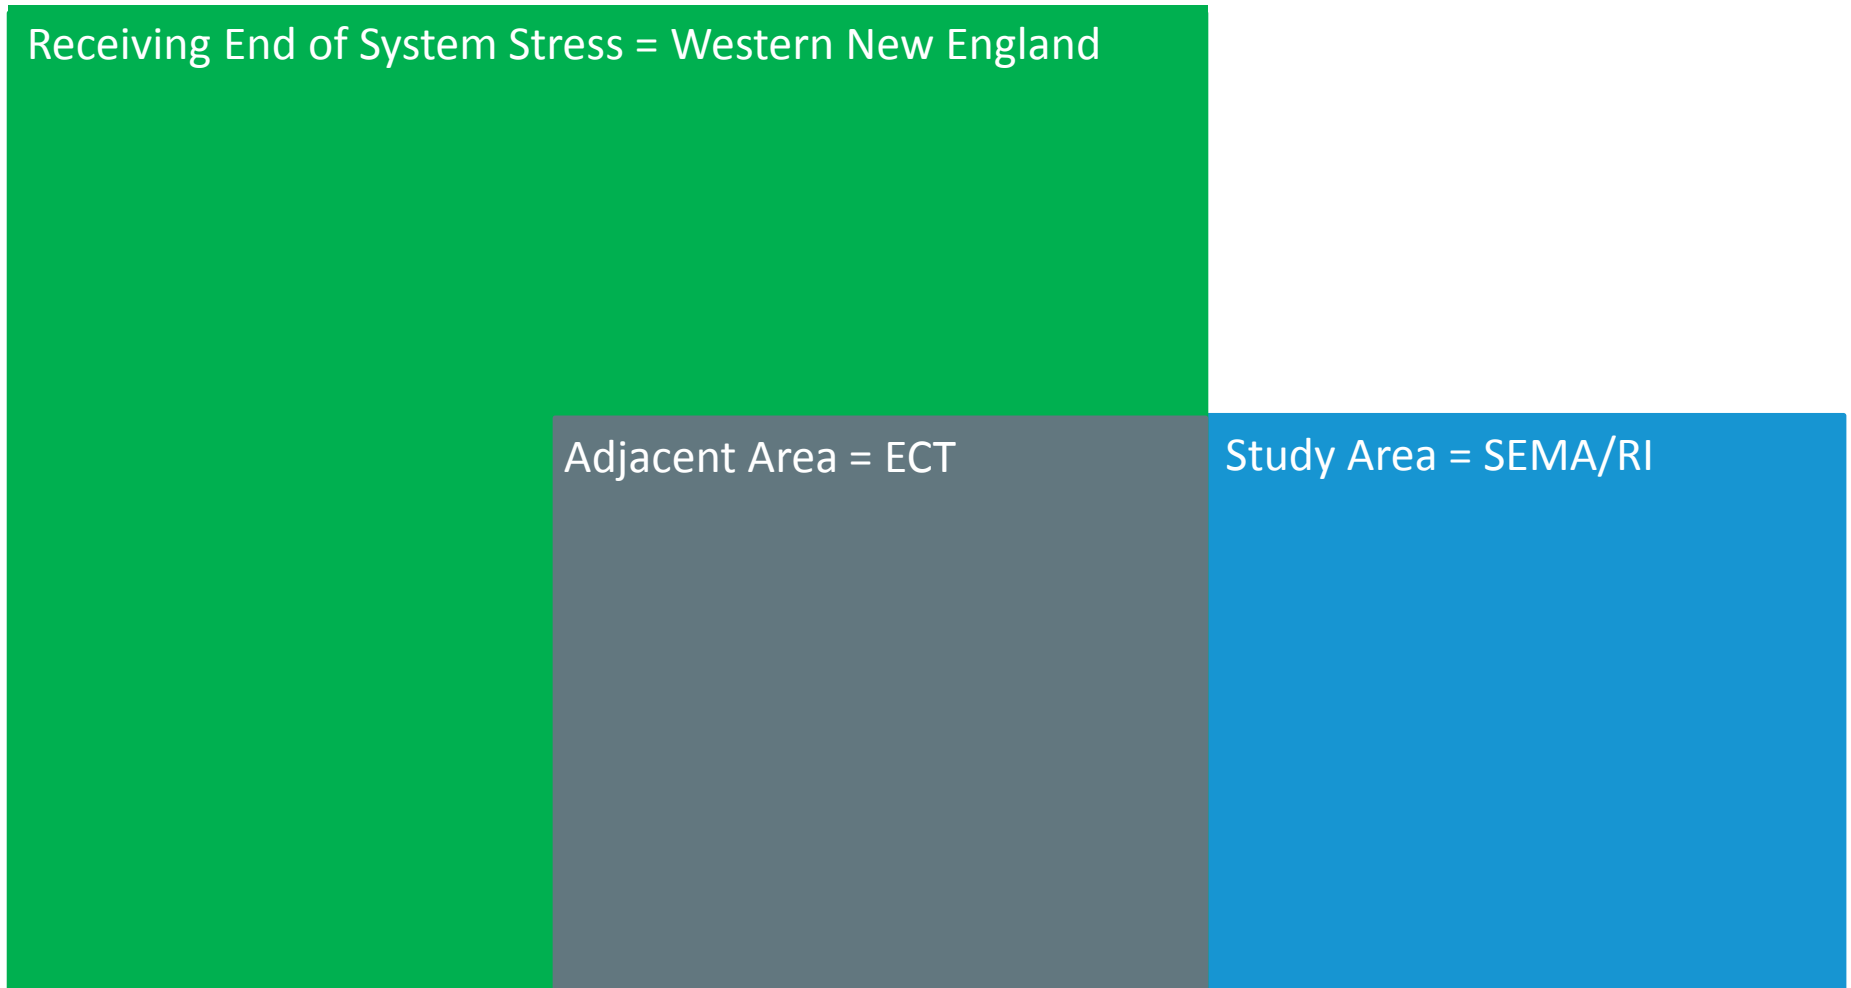 Receiving End of System Stress = Western New England
Adjacent Area = ECT
Study Area = SEMA/RI